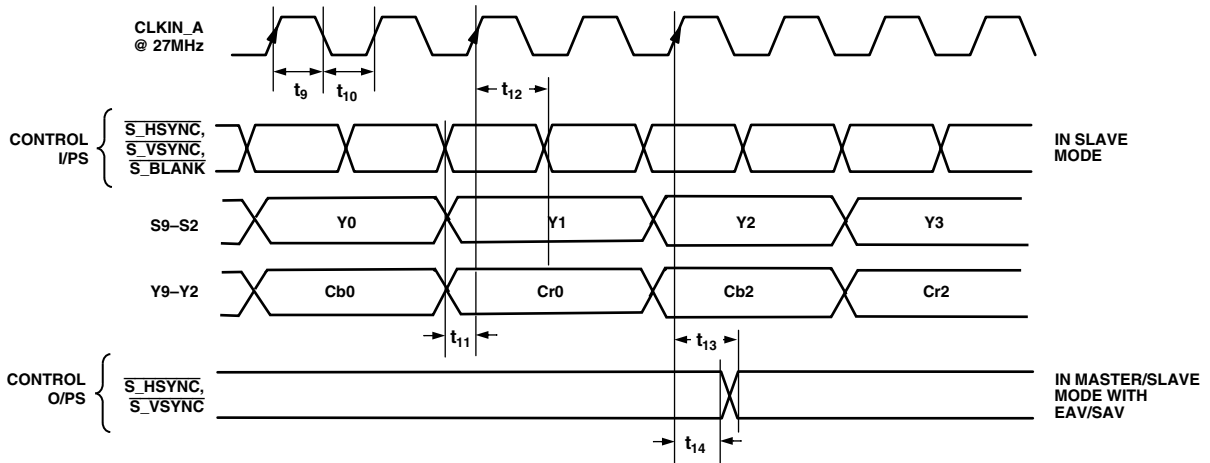 CLKIN_A
@ 27MHz
t9
t10
t12
CONTROL
I/PS
S_HSYNC,
S_VSYNC,
S_BLANK
IN SLAVE
MODE
S9–S2
Y0
Y1
Y2
Y3
Y9–Y2
Cb0
Cr0
Cb2
Cr2
t11
t13
CONTROL
O/PS
S_HSYNC,
S_VSYNC
IN MASTER/SLAVE
MODE WITH
EAV/SAV
t14